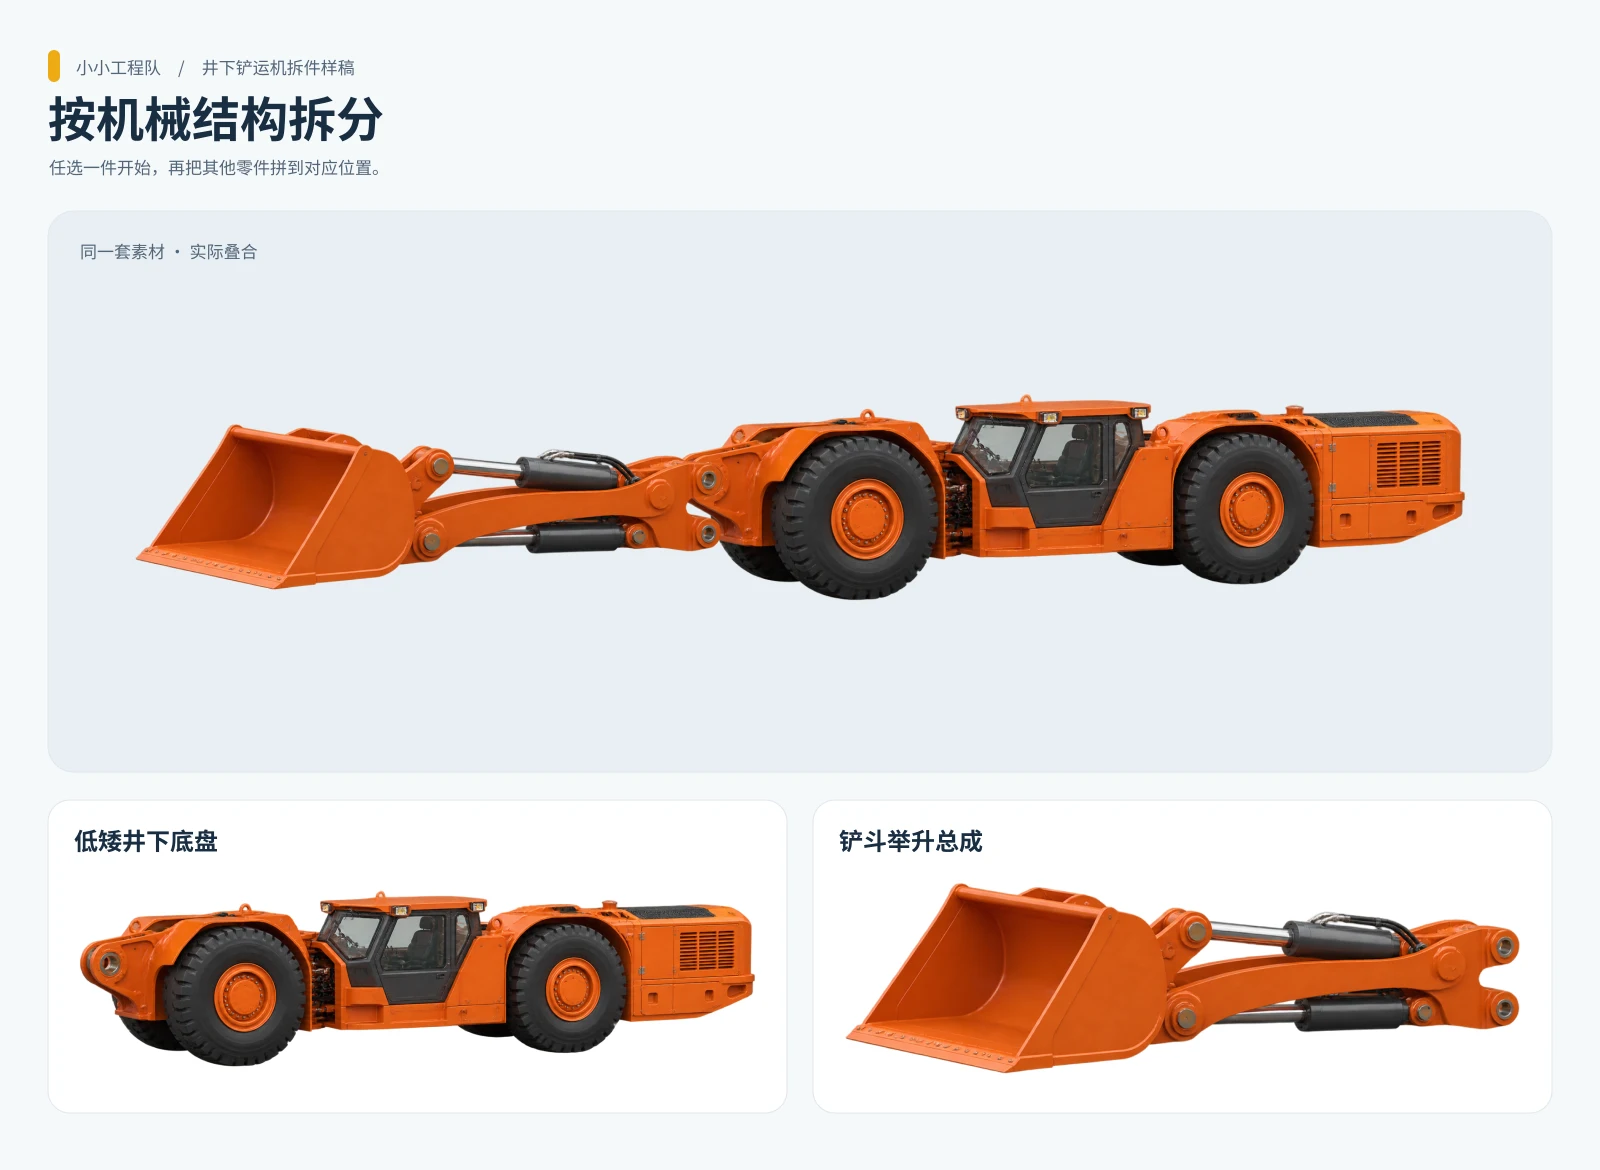 小小工程队 / 井下铲运机拆件样稿
按机械结构拆分
任选一件开始，再把其他零件拼到对应位置。
同一套素材 · 实际叠合
低矮井下底盘
铲斗举升总成